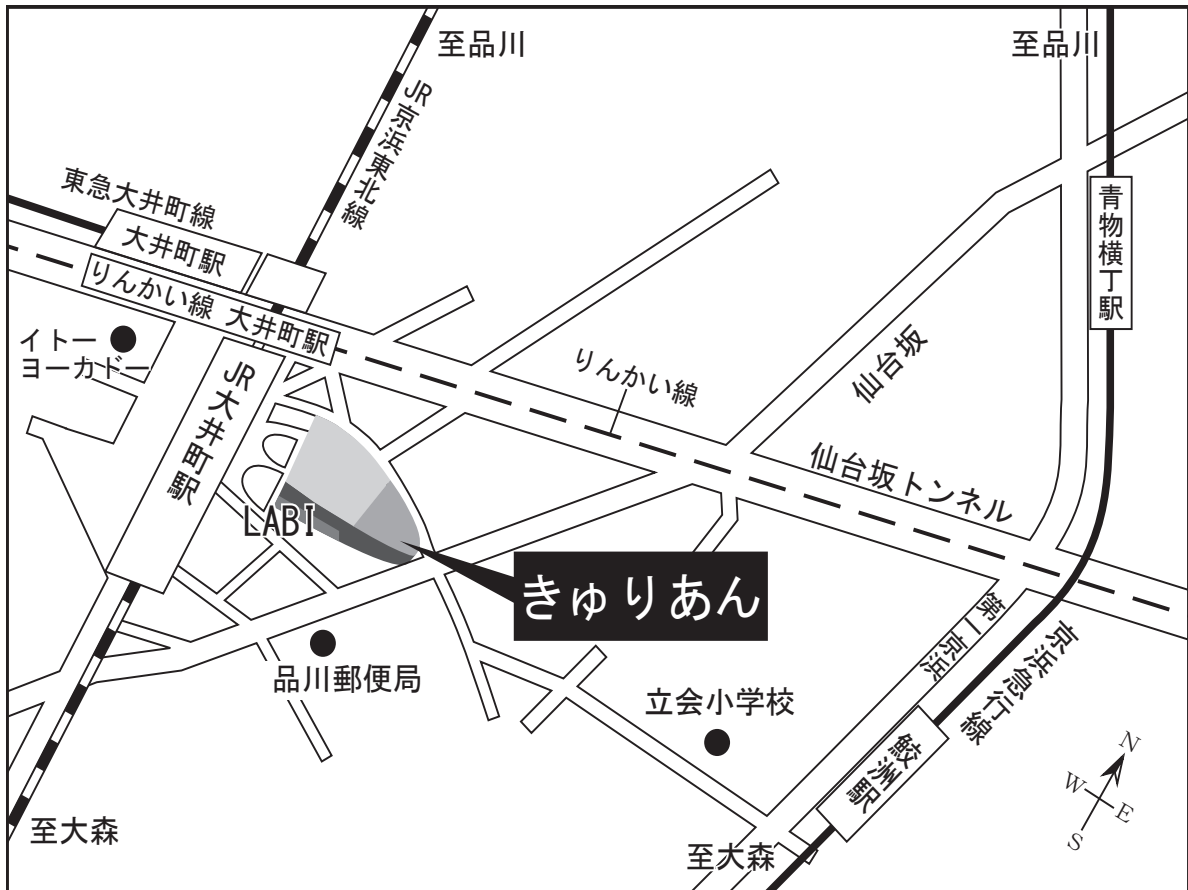 至品川
至品川
JR京浜東北線
東急大井町線
大井町駅
りんかい線 大井町駅
イトー
ヨーカドー
JR大井町駅
りんかい線
仙台坂
青物横丁駅
仙台坂トンネル
LABI
きゅりあん
第一京浜
京浜急行線
品川郵便局
立会小学校
鮫洲駅
N
W
E
S
至大森
至大森